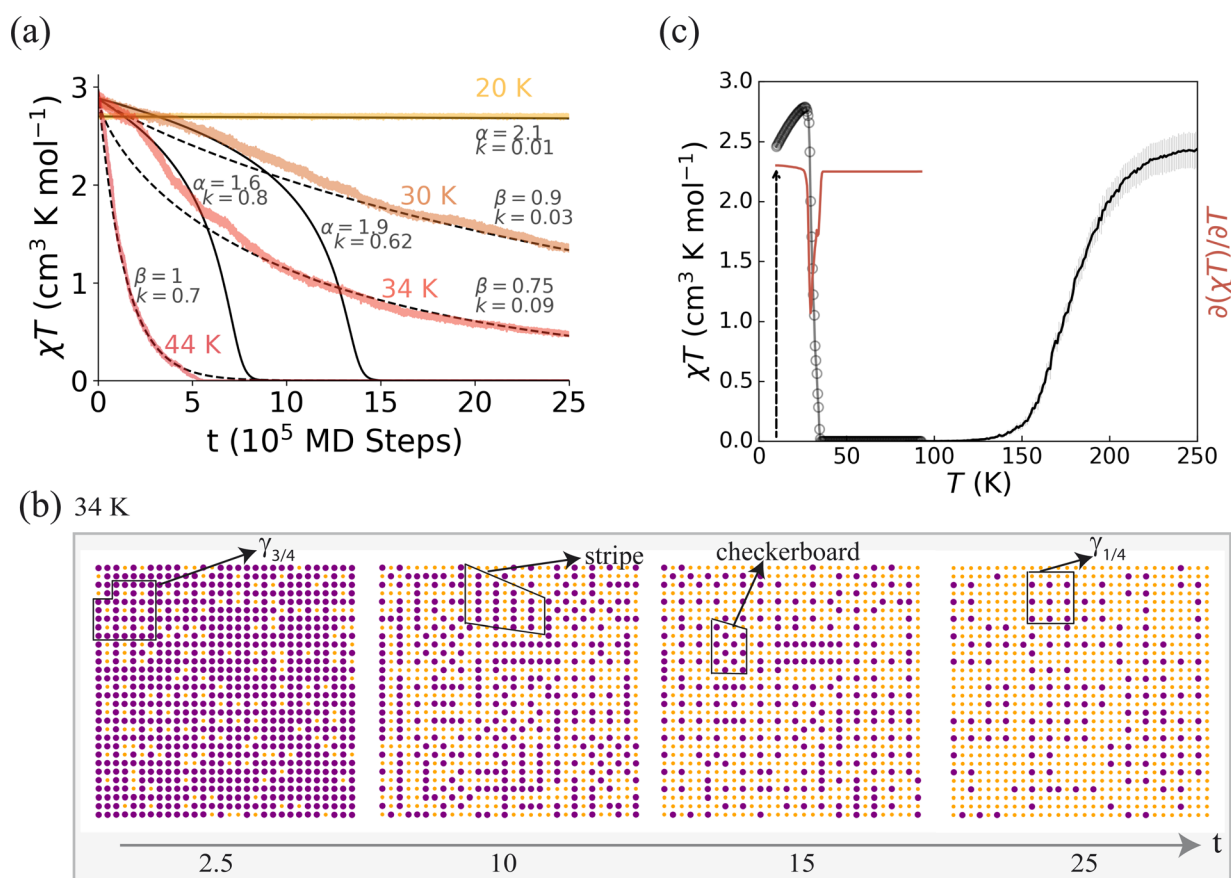 (a)
3
2
1
0
χT (cm³ K mol⁻¹)
20 K
α = 2.1
k = 0.01
α = 1.6
k = 0.8
30 K
β = 0.9
k = 0.03
α = 1.9
k = 0.62
β = 1
k = 0.7
34 K
β = 0.75
k = 0.09
44 K
0 5 10 15 20 25
t (10⁵ MD Steps)
(c)
3.0
2.5
2.0
1.5
1.0
0.5
0.0
χT (cm³ K mol⁻¹)
∂(χT)/∂T
0 50 100 150 200 250
T (K)
(b) 34 K
γ3/4
stripe
checkerboard
γ1/4
t
2.5 10 15 25